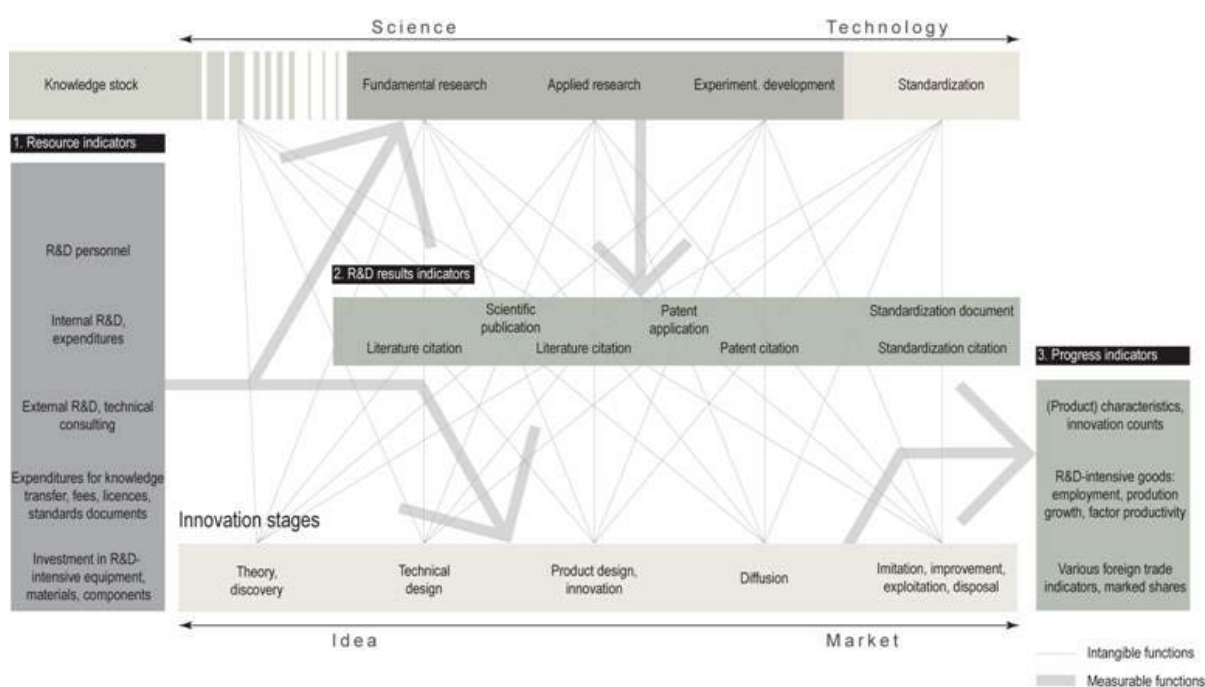 Science
Technology
Knowledge stock
Fundamental research
Applied research
Experiment. development
Standardization
1. Resource indicators
R&D personnel
Internal R&D,
expenditures
External R&D, technical
consulting
Expenditures for knowledge
transfer, fees, licences,
standards documents
Investment in R&D-
intensive equipment,
materials, components
2. R&D results indicators
Scientific
publication
Patent
application
Standardization document
Literature citation
Literature citation
Patent citation
Standardization citation
3. Progress indicators
(Product) characteristics,
innovation counts
R&D-intensive goods:
employment, prodution
growth, factor productivity
Various foreign trade
indicators, marked shares
Innovation stages
Theory,
discovery
Technical
design
Product design,
innovation
Diffusion
Imitation, improvement,
exploitation, disposal
Idea
Market
Intangible functions
Measurable functions